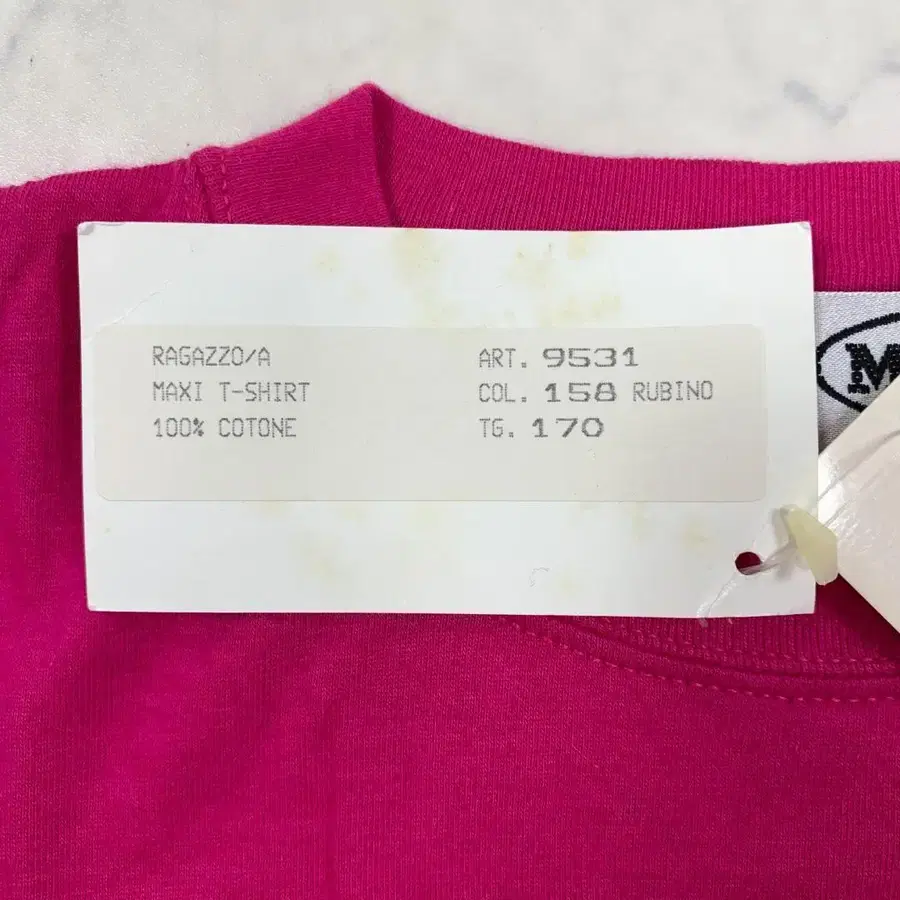 RAGAZZO/A
MAXI T-SHIRT
100% COTONE
ART. 9531
COL. 158 RUBINO
TG. 170